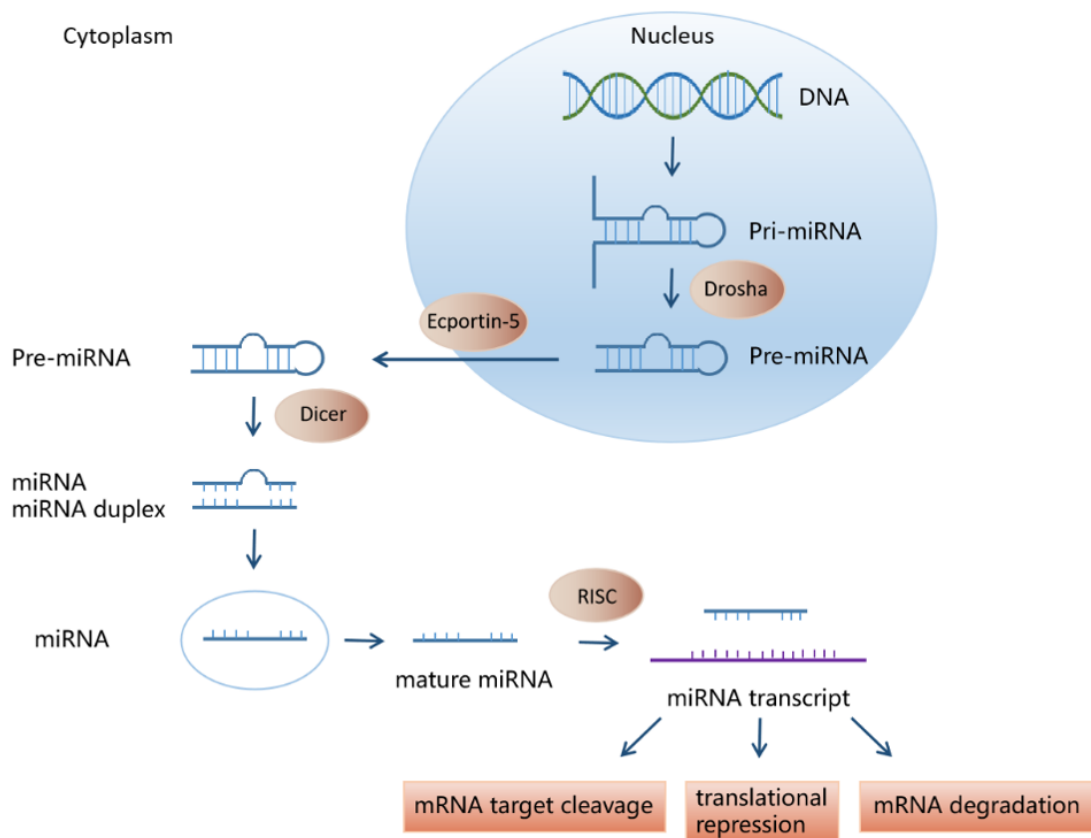 Cytoplasm
Nucleus
DNA
Pri-miRNA
Drosha
Ecportin-5
Pre-miRNA
Pre-miRNA
Dicer
miRNA
miRNA duplex
RISC
miRNA
mature miRNA
miRNA transcript
mRNA target cleavage
translational
repression
mRNA degradation